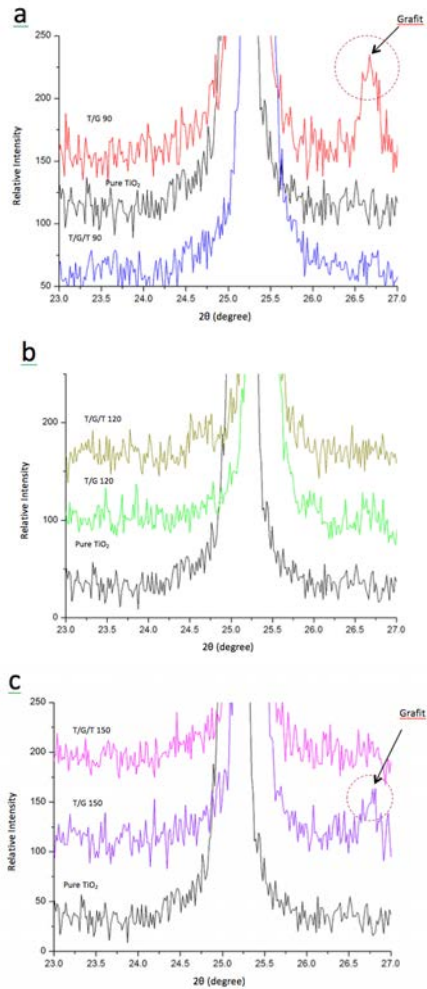 a
Grafit
250
200
150
100
50
Relative Intensity
T/G 90
Pure TiO₂
T/G/T 90
23.0 23.5 24.0 24.5 25.0 25.5 26.0 26.5 27.0
2θ (degree)
b
200
100
0
Relative Intensity
T/G/T 120
T/G 120
Pure TiO₂
23.0 23.5 24.0 24.5 25.0 25.5 26.0 26.5 27.0
2θ (degree)
c
Grafit
250
200
150
100
50
0
Relative Intensity
T/G/T 150
T/G 150
Pure TiO₂
23.0 23.5 24.0 24.5 25.0 25.5 26.0 26.5 27.0
2θ (degree)